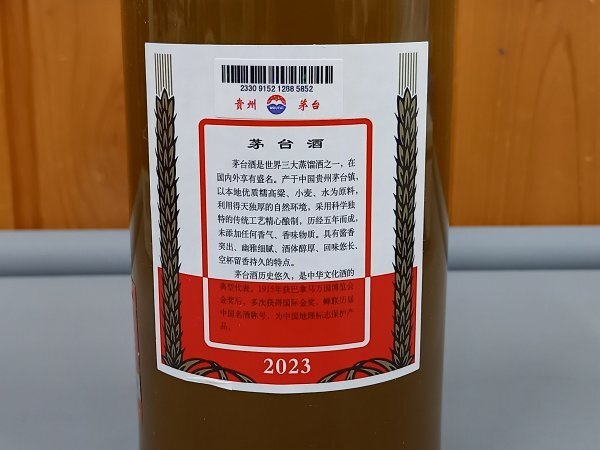 2330 9152 1288 5852
貴州 茅台
茅台酒
茅台酒是世界三大蒸馏酒之一，在
国内外享有盛名。产于中国贵州茅台镇，
以本地优质糯高粱、小麦、水为原料，
利用得天独厚的自然环境，采用科学独
特的传统工艺精心酿制，历经五年而成，
未添加任何香气、香味物质。具有酱香
突出、幽雅细腻、酒体醇厚、回味悠长、
空杯留香持久的特点。
茅台酒历史悠久，是中华文化酒的
典型代表。1915年获巴拿马万国博览会
金奖后，多次获得国际金奖，蝉联历届
中国名酒称号，为中国地理标志保护产
品。
2023